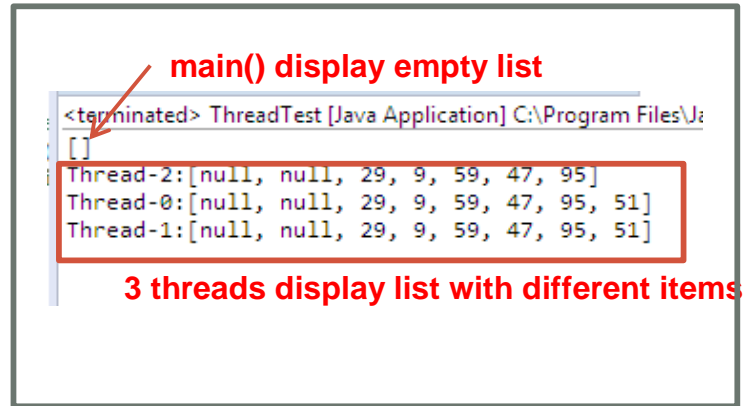 main() display empty list
<terminated> ThreadTest [Java Application] C:\Program Files\Ja
[]
Thread-2:[null, null, 29, 9, 59, 47, 95]
Thread-0:[null, null, 29, 9, 59, 47, 95, 51]
Thread-1:[null, null, 29, 9, 59, 47, 95, 51]
3 threads display list with different items